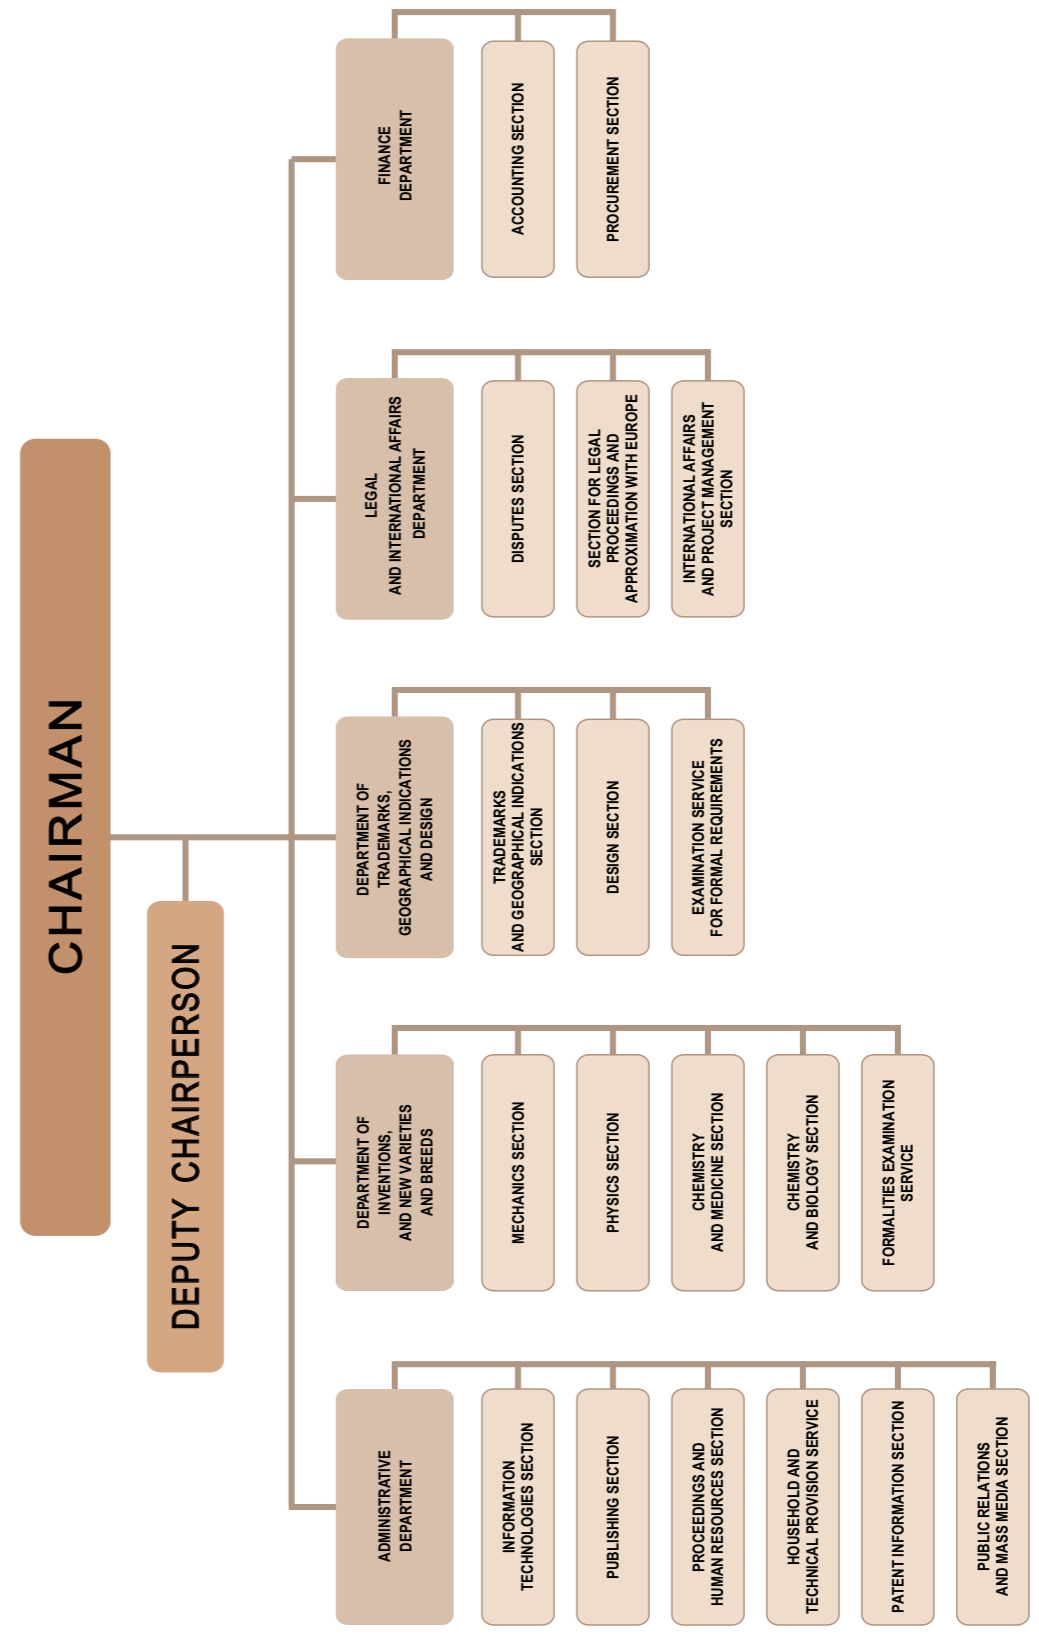 CHAIRMAN
DEPUTY CHAIRPERSON
ADMINISTRATIVE
DEPARTMENT
INFORMATION
TECHNOLOGIES SECTION
PUBLISHING SECTION
PROCEEDINGS AND
HUMAN RESOURCES SECTION
HOUSEHOLD AND
TECHNICAL PROVISION SERVICE
PATENT INFORMATION SECTION
PUBLIC RELATIONS
AND MASS MEDIA SECTION
DEPARTMENT OF
INVENTIONS,
AND NEW VARIETIES
AND BREEDS
MECHANICS SECTION
PHYSICS SECTION
CHEMISTRY
AND MEDICINE SECTION
CHEMISTRY
AND BIOLOGY SECTION
FORMALITIES EXAMINATION
SERVICE
DEPARTMENT OF
TRADEMARKS,
GEOGRAPHICAL INDICATIONS
AND DESIGN
TRADEMARKS
AND GEOGRAPHICAL INDICATIONS
SECTION
DESIGN SECTION
EXAMINATION SERVICE
FOR FORMAL REQUIREMENTS
LEGAL
AND INTERNATIONAL AFFAIRS
DEPARTMENT
DISPUTES SECTION
SECTION FOR LEGAL
PROCEEDINGS AND
APPROXIMATION WITH EUROPE
INTERNATIONAL AFFAIRS
AND PROJECT MANAGEMENT
SECTION
FINANCE
DEPARTMENT
ACCOUNTING SECTION
PROCUREMENT SECTION